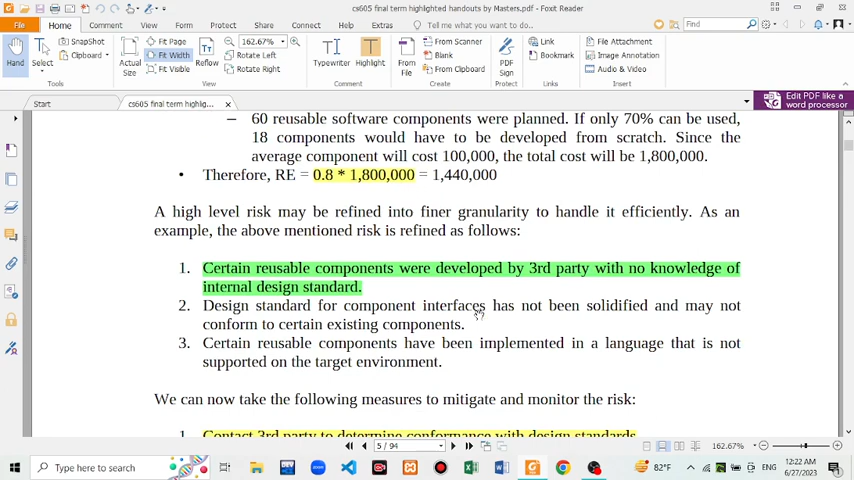 cs605 final term highlighted handouts by Masters.pdf - Foxit Reader
File Home Comment View Form Protect Share Connect Help Extras Tell me what you want to do... Find
Hand Select SnapShot Clipboard Actual Size Fit Page Fit Width Fit Visible Reflow 162.67% Rotate Left Rotate Right Typewriter Highlight From File From Scanner Blank From Clipboard PDF Sign Link Bookmark File Attachment Image Annotation Audio & Video
Tools View Comment Create Protect Links Insert
Start cs605 final term highlig... Edit PDF like a word processor
– 60 reusable software components were planned. If only 70% can be used,
18 components would have to be developed from scratch. Since the
average component will cost 100,000, the total cost will be 1,800,000.
• Therefore, RE = 0.8 * 1,800,000 = 1,440,000
A high level risk may be refined into finer granularity to handle it efficiently. As an
example, the above mentioned risk is refined as follows:
1. Certain reusable components were developed by 3rd party with no knowledge of
internal design standard.
2. Design standard for component interfaces has not been solidified and may not
conform to certain existing components.
3. Certain reusable components have been implemented in a language that is not
supported on the target environment.
We can now take the following measures to mitigate and monitor the risk:
1. Contact 3rd party to determine conformance with design standards.
5 / 94 162.67%
Type here to search 82°F ENG 12:22 AM
6/27/2023